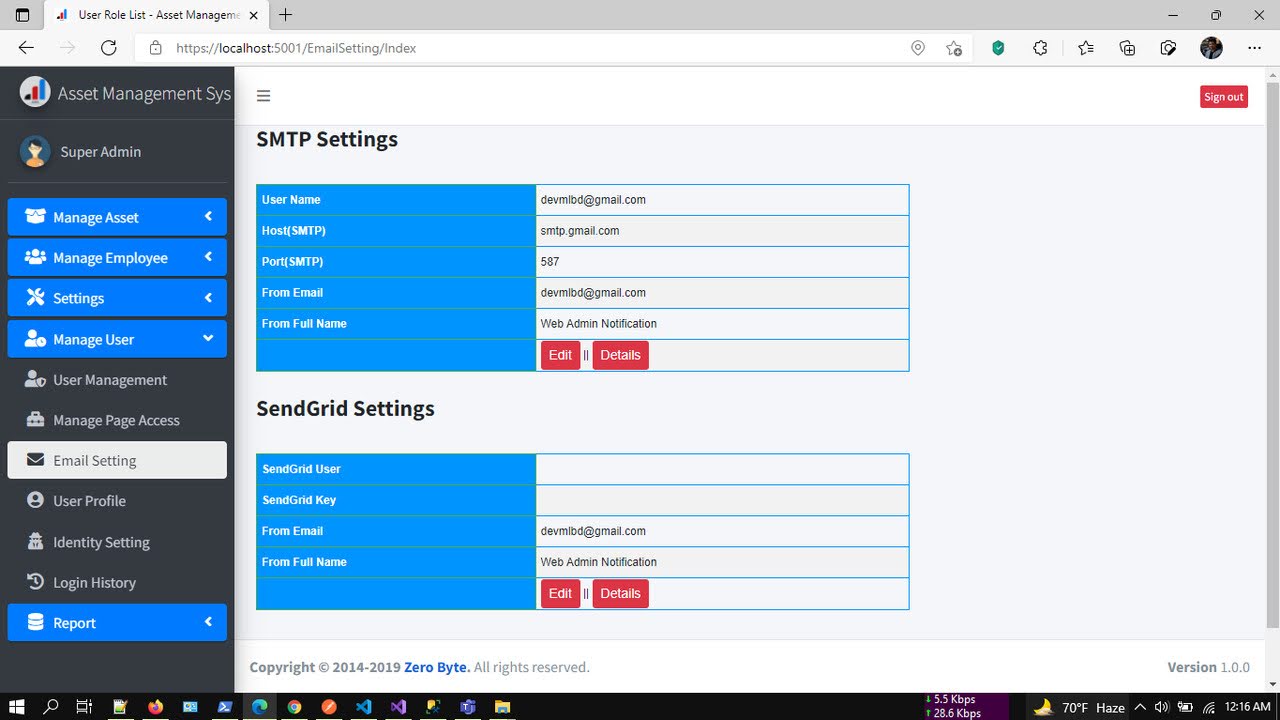 User Role List - Asset Manageme
https://localhost:5001/EmailSetting/Index
Asset Management Sys
Sign out
Super Admin
Manage Asset
Manage Employee
Settings
Manage User
User Management
Manage Page Access
Email Setting
User Profile
Identity Setting
Login History
Report
SMTP Settings
User Name devmlbd@gmail.com
Host(SMTP) smtp.gmail.com
Port(SMTP) 587
From Email devmlbd@gmail.com
From Full Name Web Admin Notification
Edit || Details
SendGrid Settings
SendGrid User
SendGrid Key
From Email devmlbd@gmail.com
From Full Name Web Admin Notification
Edit || Details
Copyright © 2014-2019 Zero Byte. All rights reserved.
Version 1.0.0
↓ 5.5 Kbps
↑ 28.6 Kbps
70°F Haze
12:16 AM